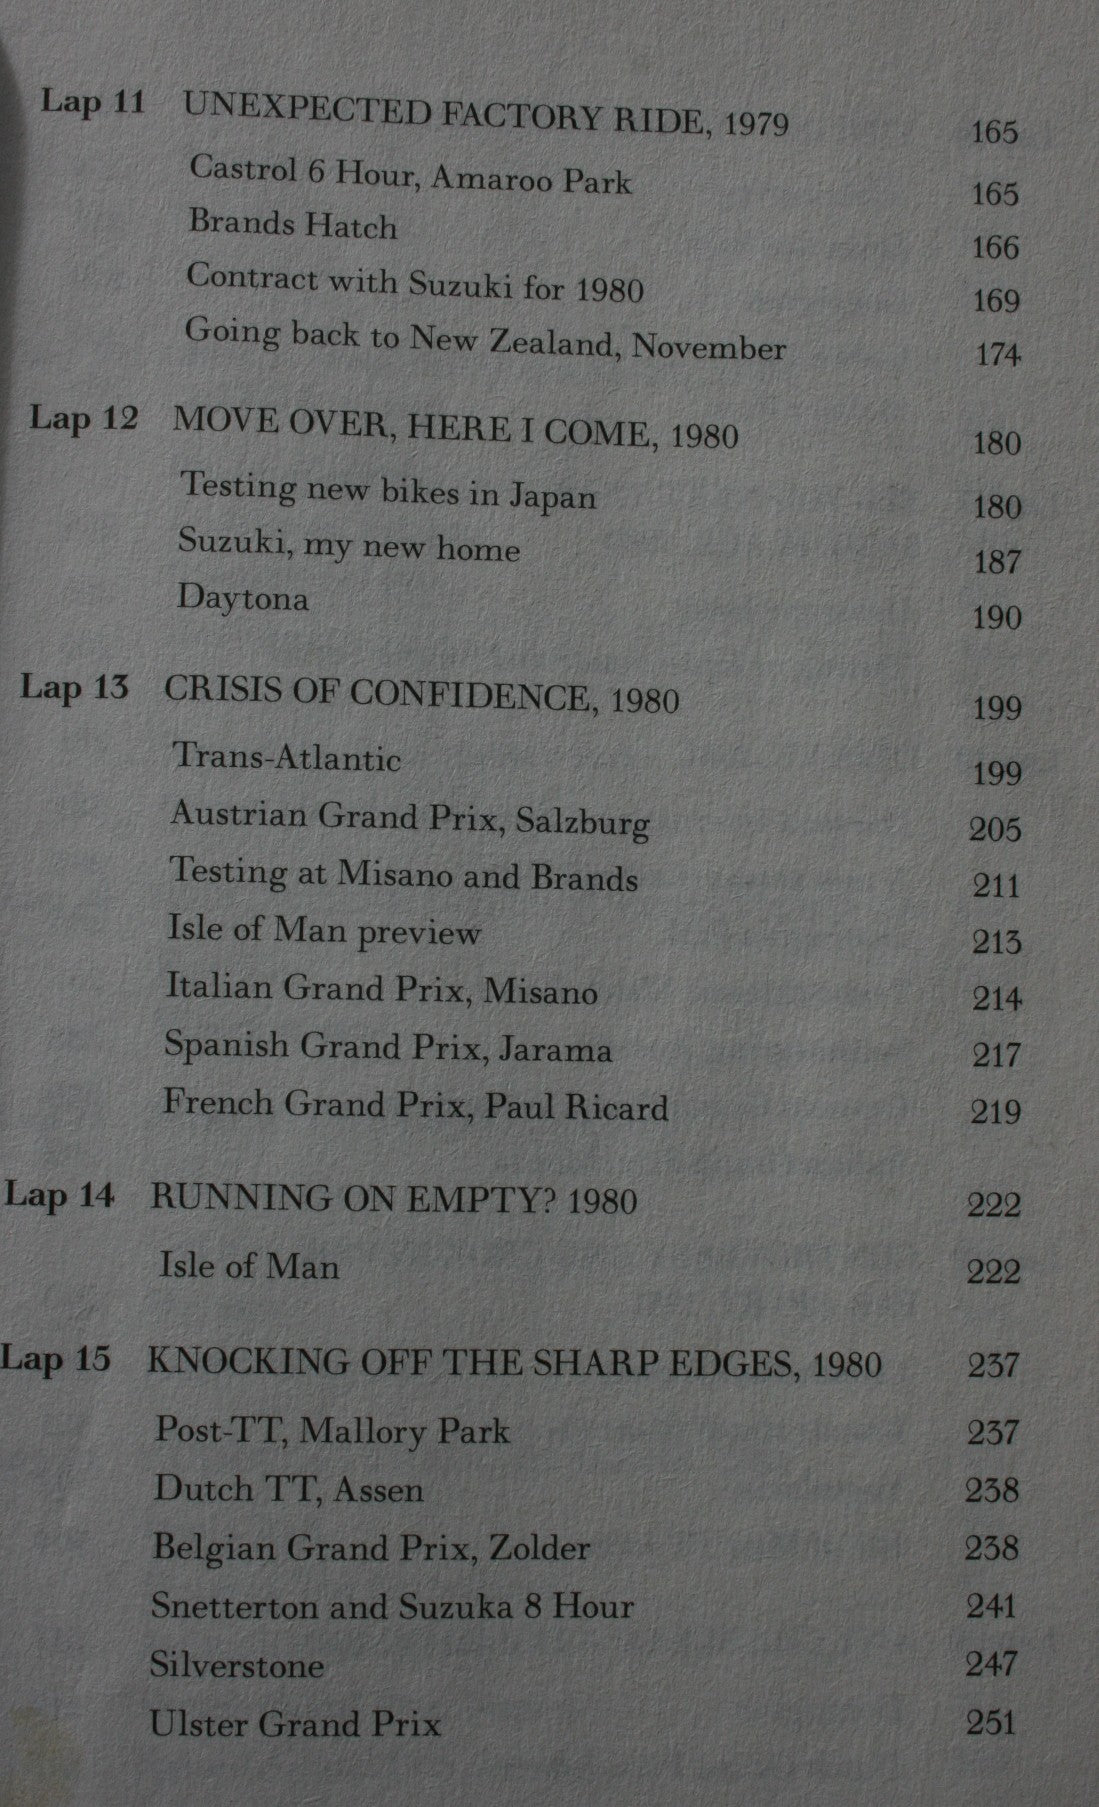 Lap 11 UNEXPECTED FACTORY RIDE, 1979 165
Castrol 6 Hour, Amaroo Park 165
Brands Hatch 166
Contract with Suzuki for 1980 169
Going back to New Zealand, November 174
Lap 12 MOVE OVER, HERE I COME, 1980 180
Testing new bikes in Japan 180
Suzuki, my new home 187
Daytona 190
Lap 13 CRISIS OF CONFIDENCE, 1980 199
Trans-Atlantic 199
Austrian Grand Prix, Salzburg 205
Testing at Misano and Brands 211
Isle of Man preview 213
Italian Grand Prix, Misano 214
Spanish Grand Prix, Jarama 217
French Grand Prix, Paul Ricard 219
Lap 14 RUNNING ON EMPTY? 1980 222
Isle of Man 222
Lap 15 KNOCKING OFF THE SHARP EDGES, 1980 237
Post-TT, Mallory Park 237
Dutch TT, Assen 238
Belgian Grand Prix, Zolder 238
Snetterton and Suzuka 8 Hour 241
Silverstone 247
Ulster Grand Prix 251